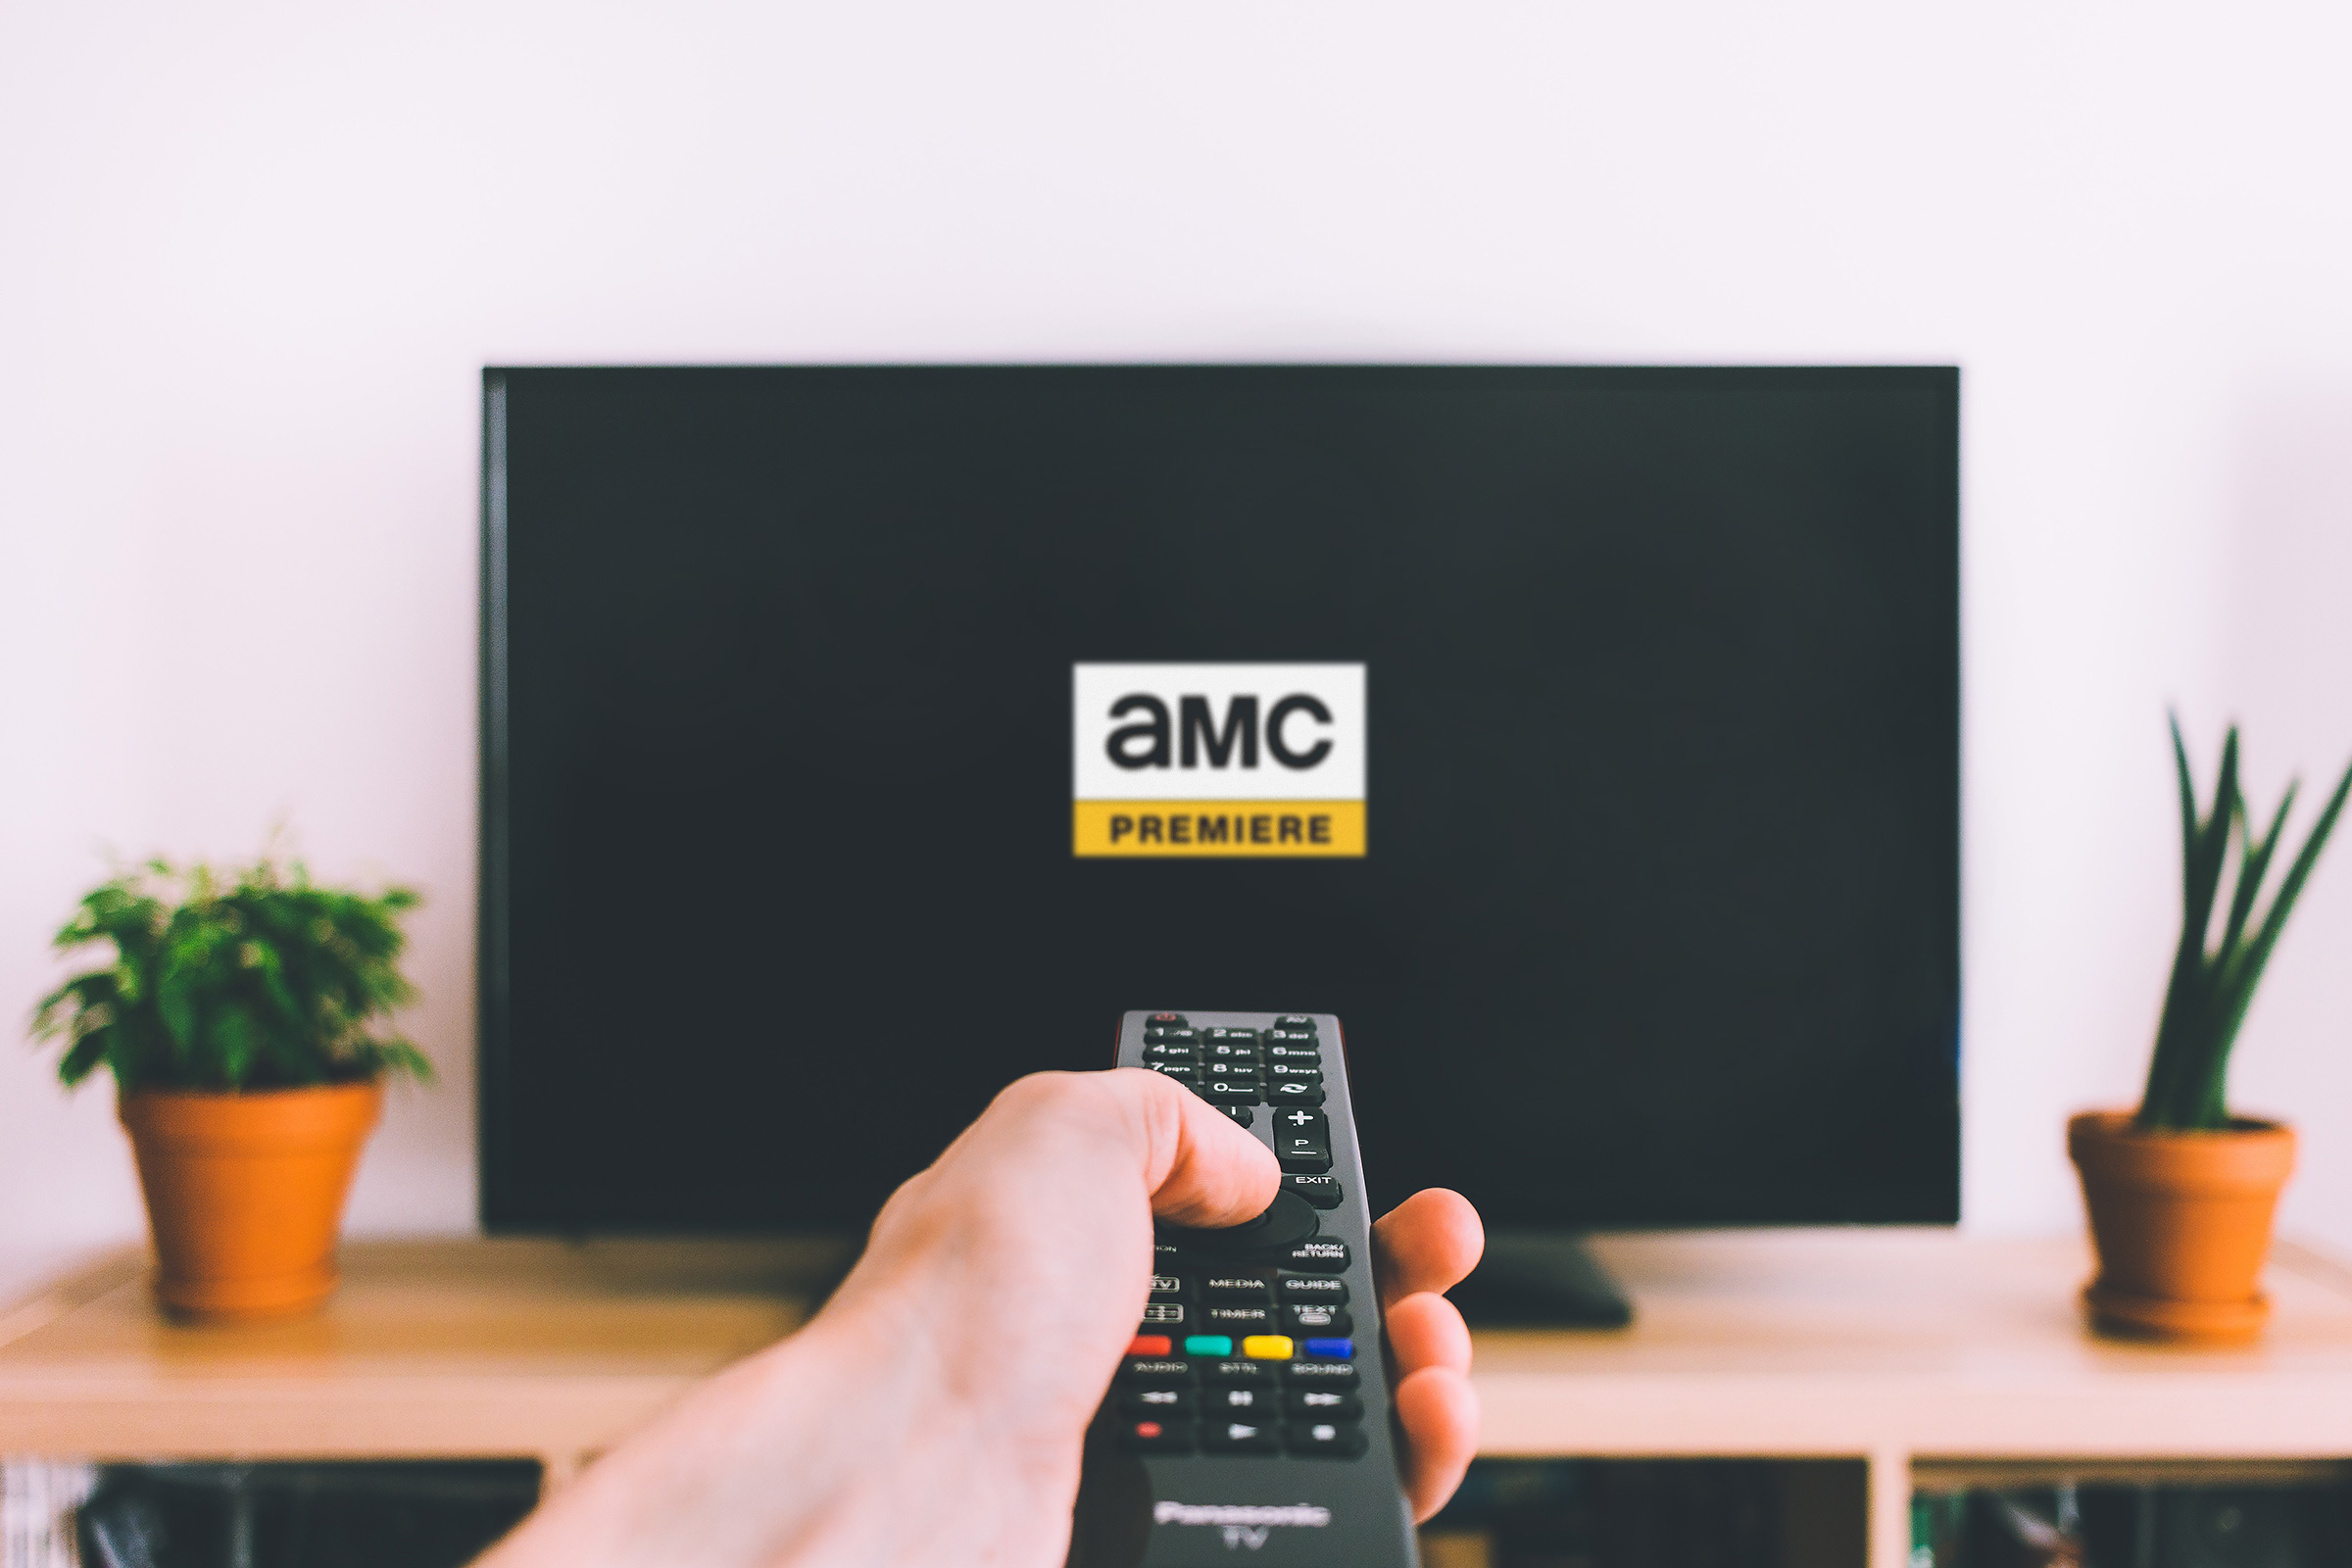 aMC
PREMIERE
AV
1 2 abc 3 def
4 ghi 5 jkl 6 mno
7 pqrs 8 tuv 9 wxyz
0
+
P
EXIT
BACK/
RETURN
TV MEDIA GUIDE
TIMER TEXT
AUDIO STTL SOUND
Panasonic
TV